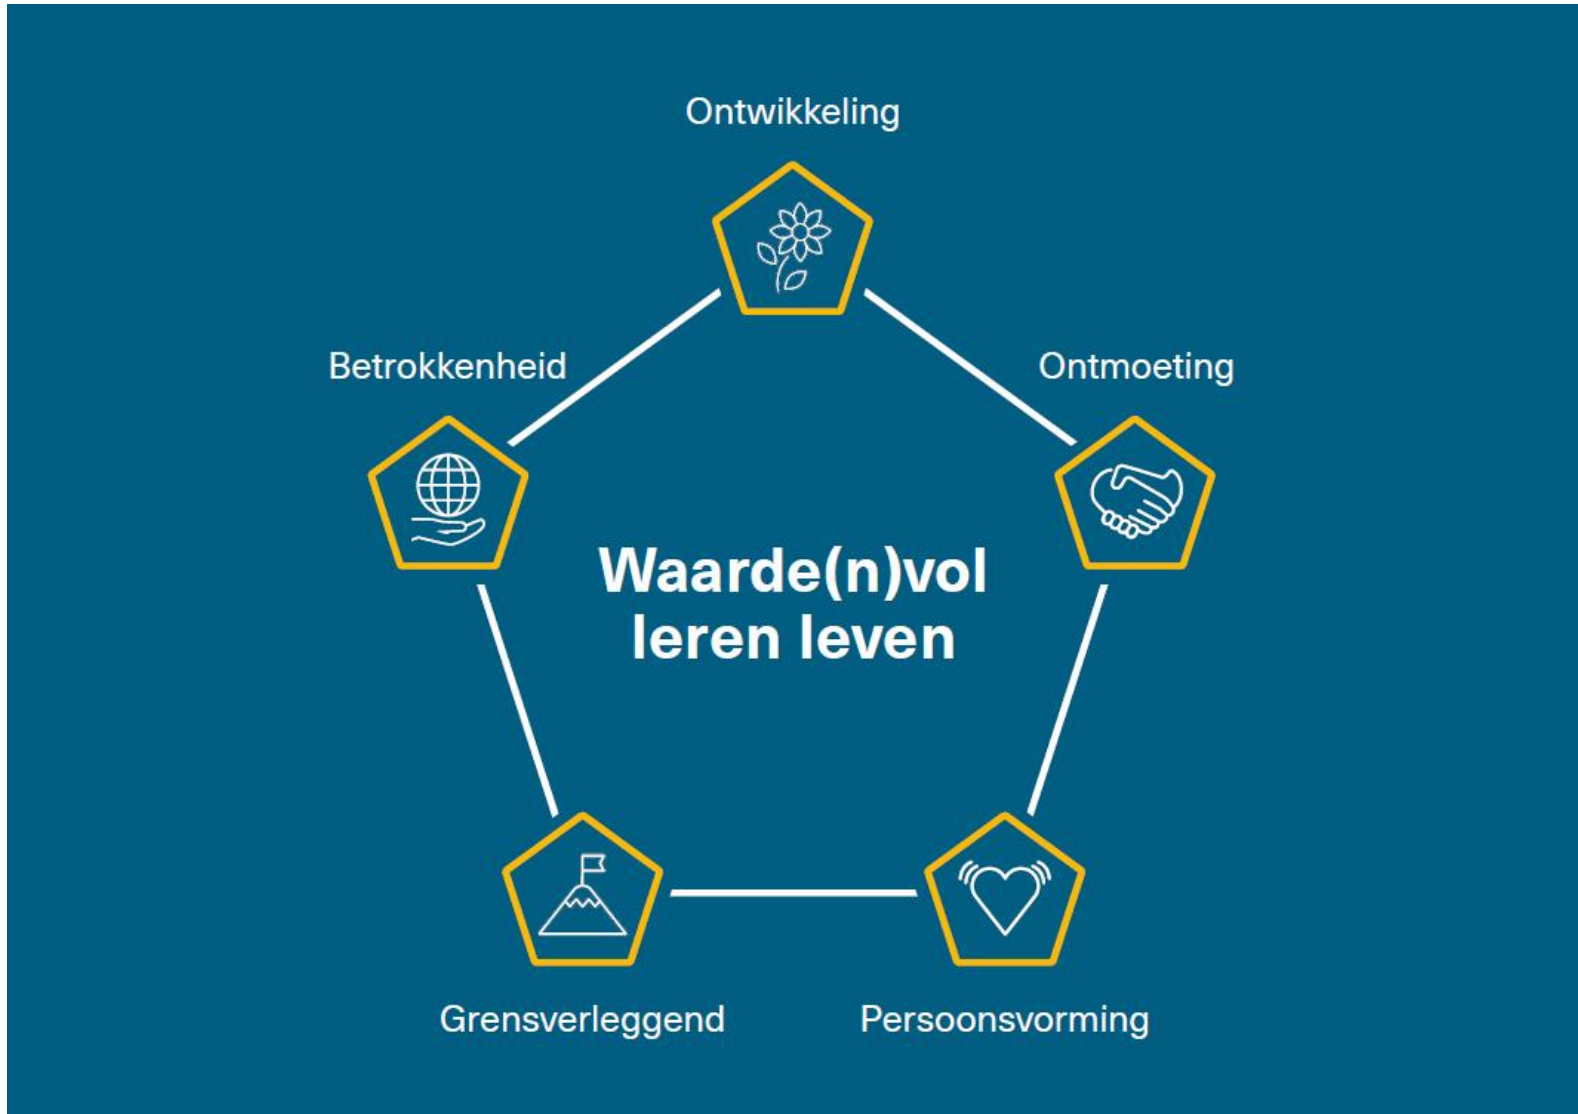 Ontwikkeling
Betrokkenheid
Ontmoeting
Waarde(n)vol
leren leven
Grensverleggend
Persoonsvorming